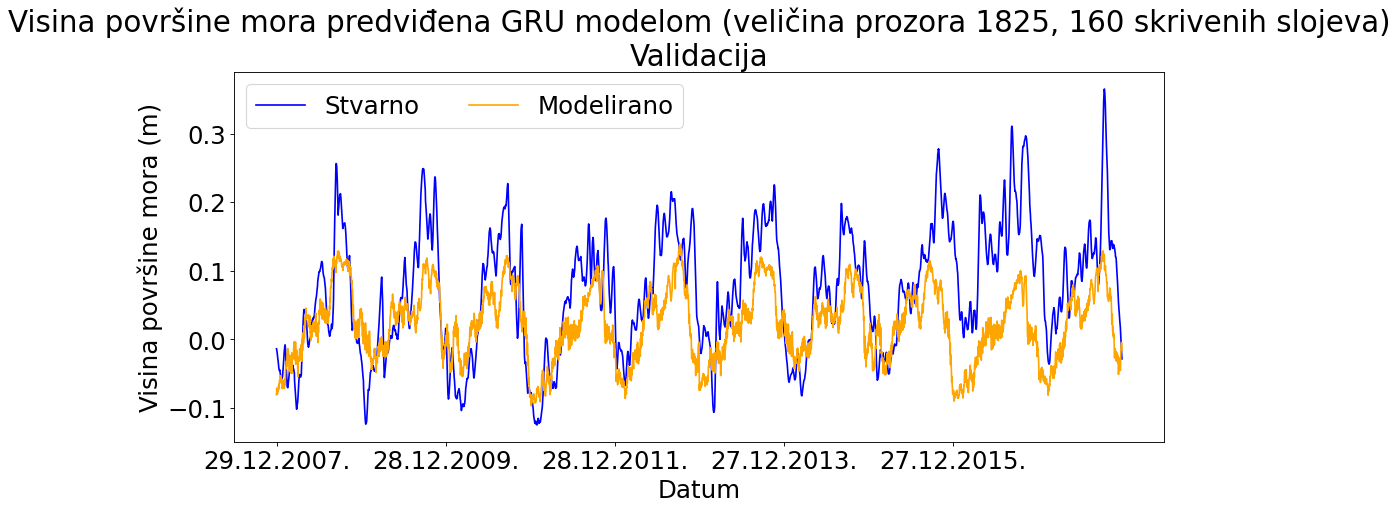 Visina površine mora predviđena GRU modelom (veličina prozora 1825, 160 skrivenih slojeva)
Validacija
Stvarno
Modelirano
Visina površine mora (m)
0.3
0.2
0.1
0.0
−0.1
29.12.2007.
28.12.2009.
28.12.2011.
27.12.2013.
27.12.2015.
Datum